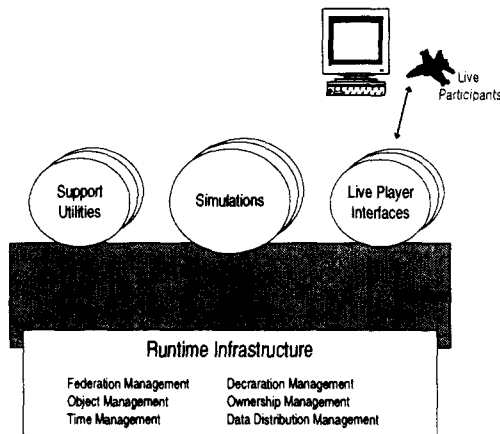 Live
Participants
Support
Utilities
Simulations
Live Player
Interfaces
Runtime Infrastructure
Federation Management
Decraration Management
Object Management
Ownership Management
Time Management
Data Distribution Management